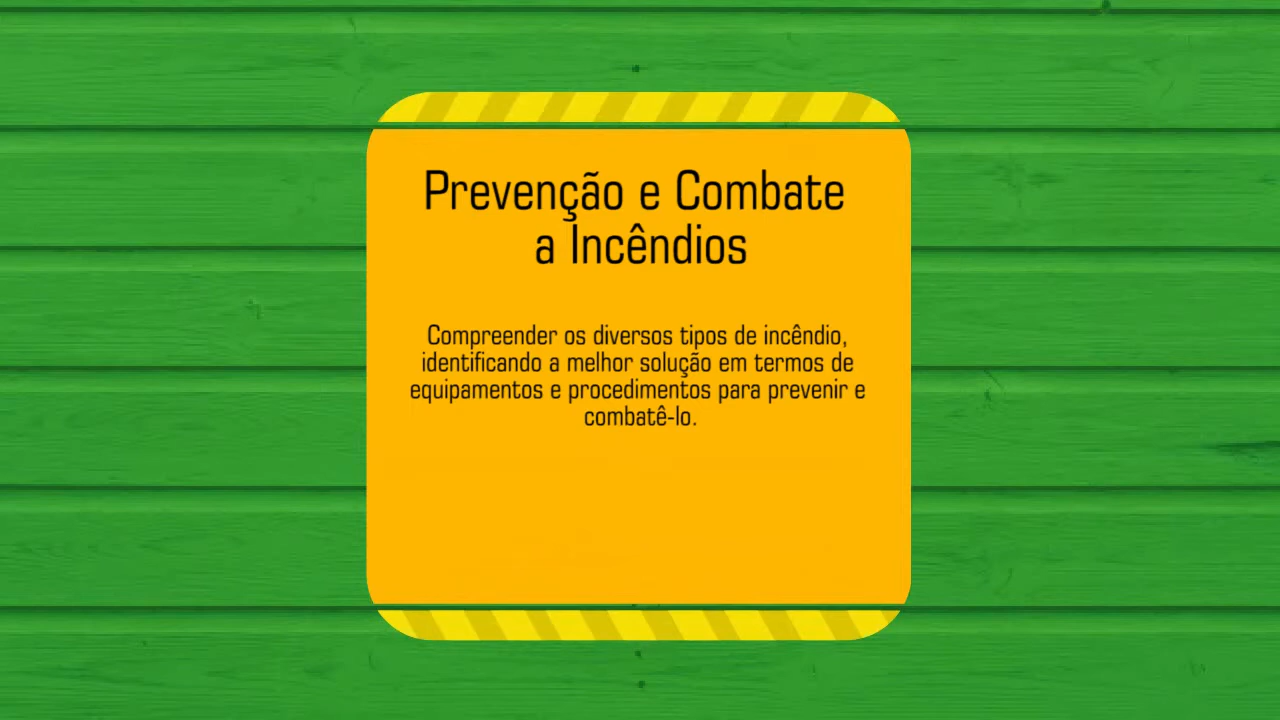 Prevenção e Combate
a Incêndios
Compreender os diversos tipos de incêndio,
identificando a melhor solução em termos de
equipamentos e procedimentos para prevenir e
combatê-lo.